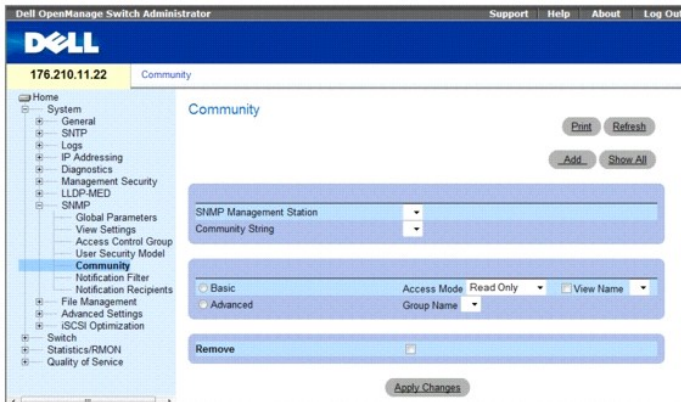 Dell OpenManage Switch Administrator
Support Help About Log Out
DELL
176.210.11.22
Community
Home
System
General
SNTP
Logs
IP Addressing
Diagnostics
Management Security
LLDP-MED
SNMP
Global Parameters
View Settings
Access Control Group
User Security Model
Community
Notification Filter
Notification Recipients
File Management
Advanced Settings
iSCSI Optimization
Switch
Statistics/RMON
Quality of Service
Community
Print Refresh
Add Show All
SNMP Management Station
Community String
Basic Access Mode Read Only View Name
Advanced Group Name
Remove
Apply Changes